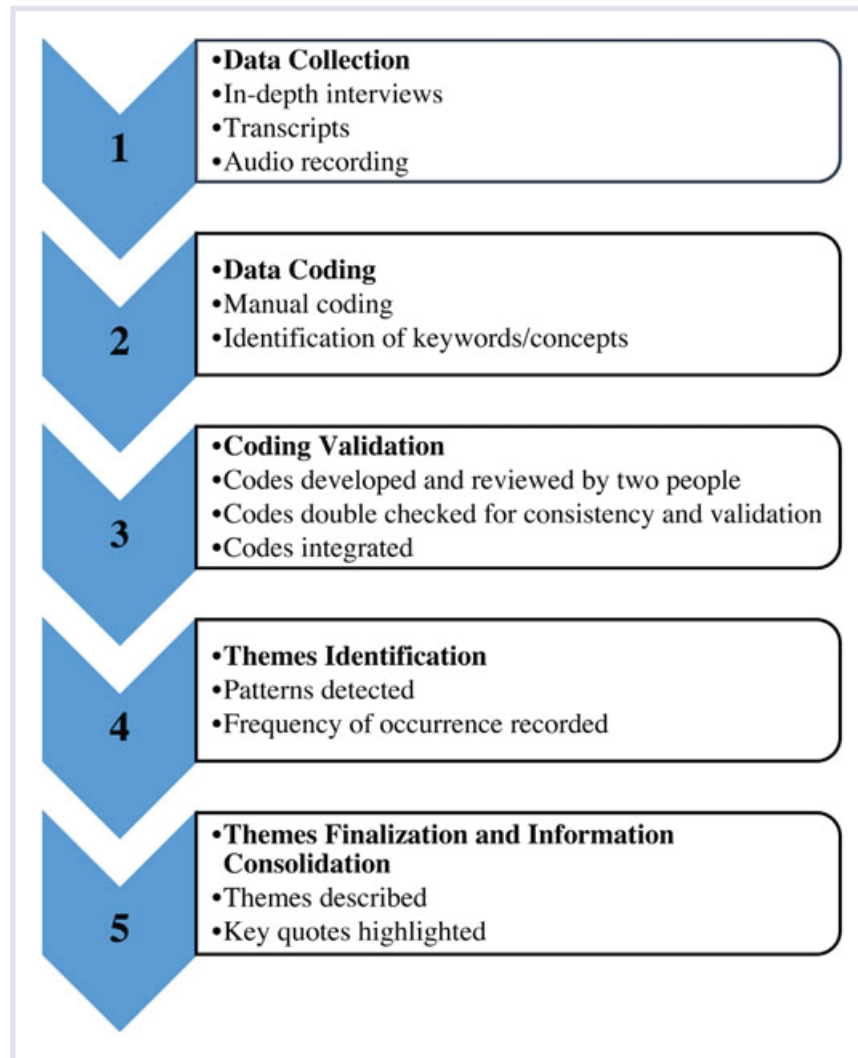 1
•Data Collection
•In-depth interviews
•Transcripts
•Audio recording
2
•Data Coding
•Manual coding
•Identification of keywords/concepts
3
•Coding Validation
•Codes developed and reviewed by two people
•Codes double checked for consistency and validation
•Codes integrated
4
•Themes Identification
•Patterns detected
•Frequency of occurrence recorded
5
•Themes Finalization and Information
Consolidation
•Themes described
•Key quotes highlighted